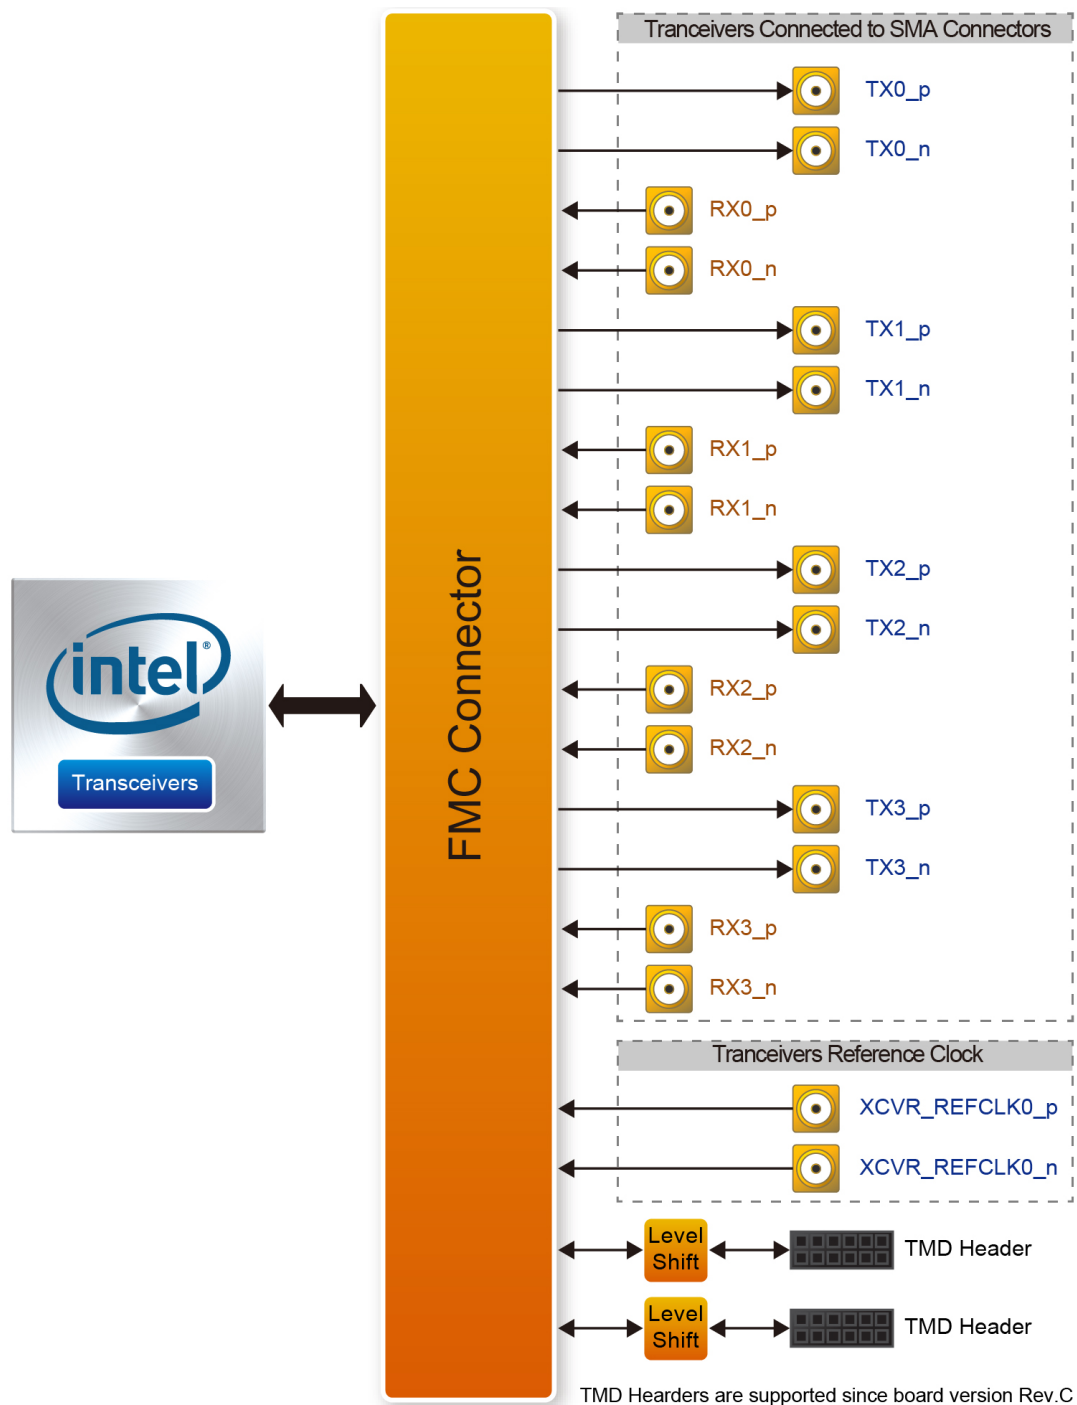 Tranceivers Connected to SMA Connectors
TX0_p
TX0_n
RX0_p
RX0_n
TX1_p
TX1_n
RX1_p
RX1_n
TX2_p
TX2_n
RX2_p
RX2_n
TX3_p
TX3_n
RX3_p
RX3_n
FMC Connector
intel®
Transceivers
Tranceivers Reference Clock
XCVR_REFCLK0_p
XCVR_REFCLK0_n
Level
Shift
TMD Header
Level
Shift
TMD Header
TMD Hearders are supported since board version Rev.C